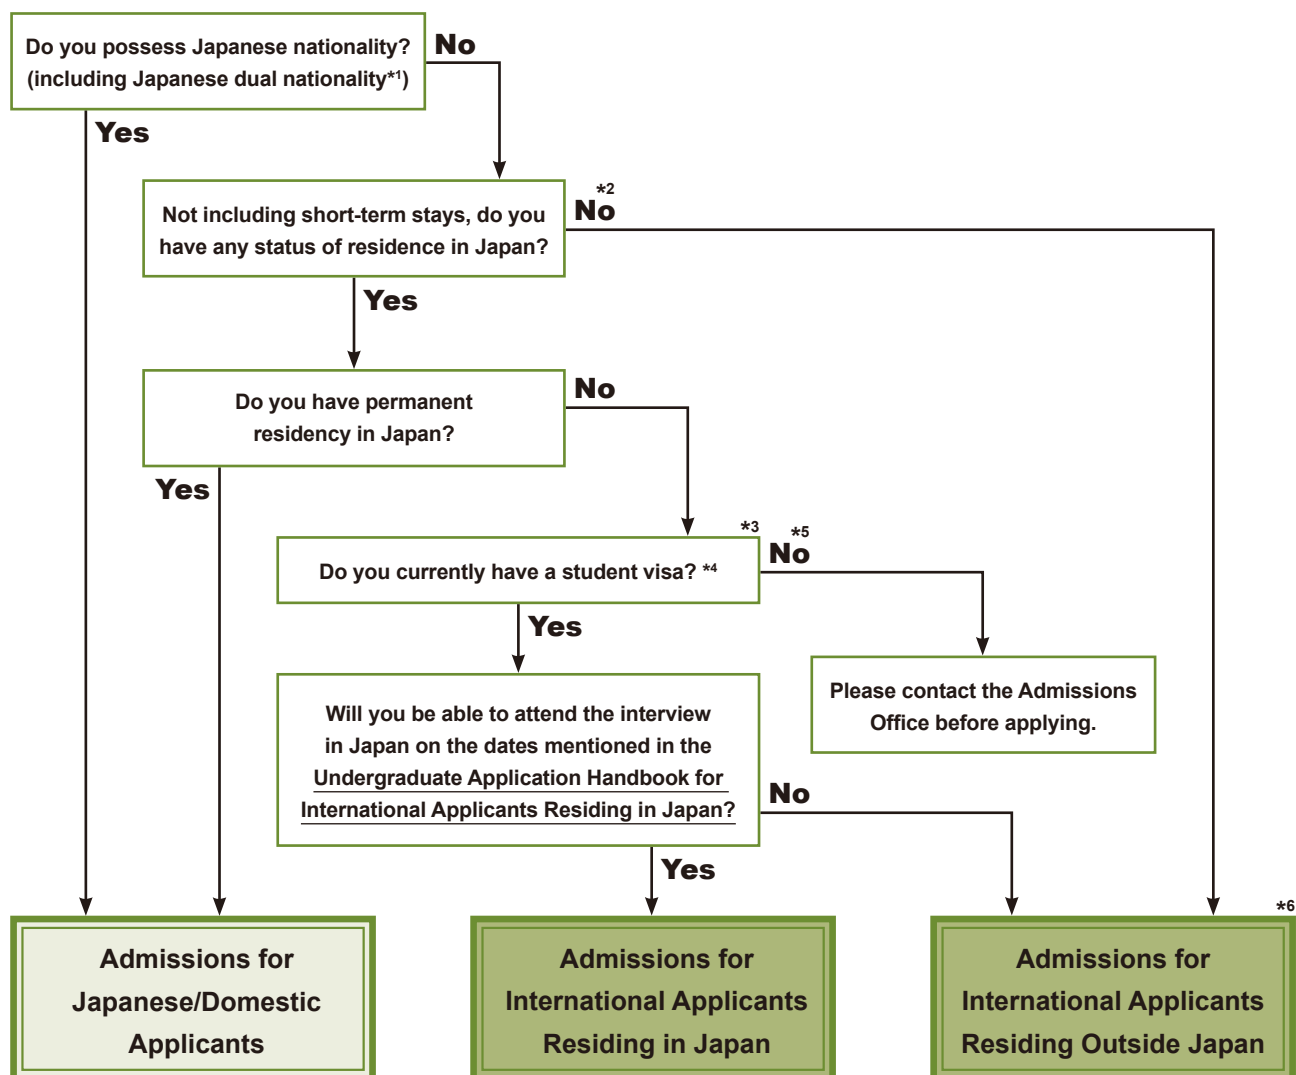 Do you possess Japanese nationality?
(including Japanese dual nationality*1)
No
Yes
Not including short-term stays, do you
have any status of residence in Japan?
*2
No
Yes
Do you have permanent
residency in Japan?
No
Yes
*3
Do you currently have a student visa? *4
*5
No
Yes
Please contact the Admissions
Office before applying.
Will you be able to attend the interview
in Japan on the dates mentioned in the
Undergraduate Application Handbook for
International Applicants Residing in Japan?
No
Yes
Admissions for
Japanese/Domestic
Applicants
Admissions for
International Applicants
Residing in Japan
*6
Admissions for
International Applicants
Residing Outside Japan